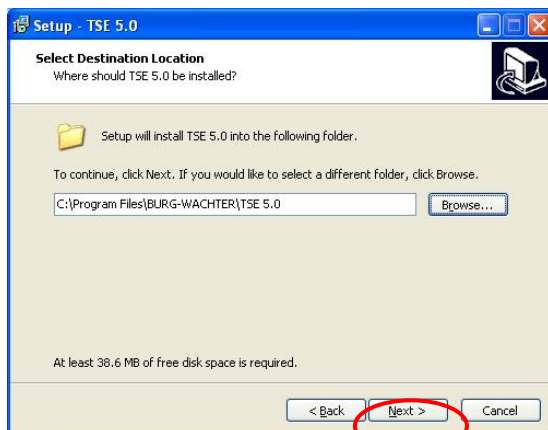 Setup - TSE 5.0
Select Destination Location
Where should TSE 5.0 be installed?
Setup will install TSE 5.0 into the following folder.
To continue, click Next. If you would like to select a different folder, click Browse.
C:\Program Files\BURG-WACHTER\TSE 5.0
Browse...
At least 38.6 MB of free disk space is required.
< Back
Next >
Cancel